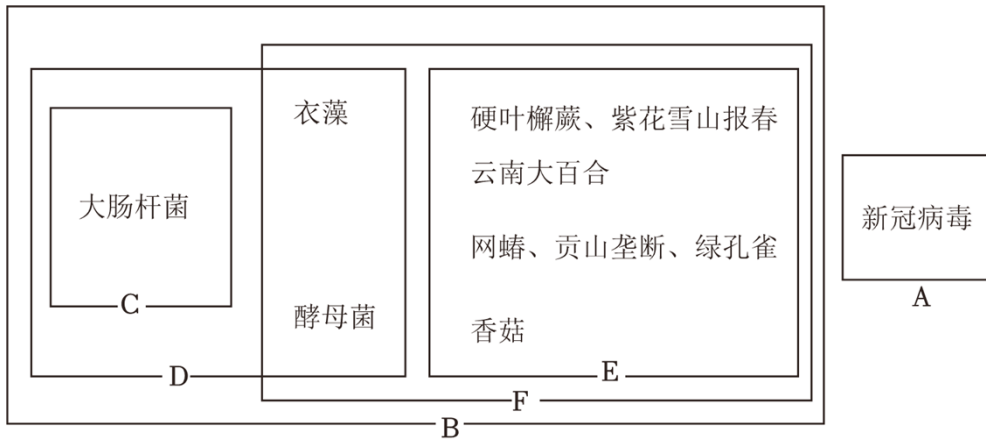 衣藻
硬叶槲蕨、紫花雪山报春
云南大百合
大肠杆菌
新冠病毒
网蝽、贡山垄断、绿孔雀
A
C
酵母菌
香菇
D
E
F
B